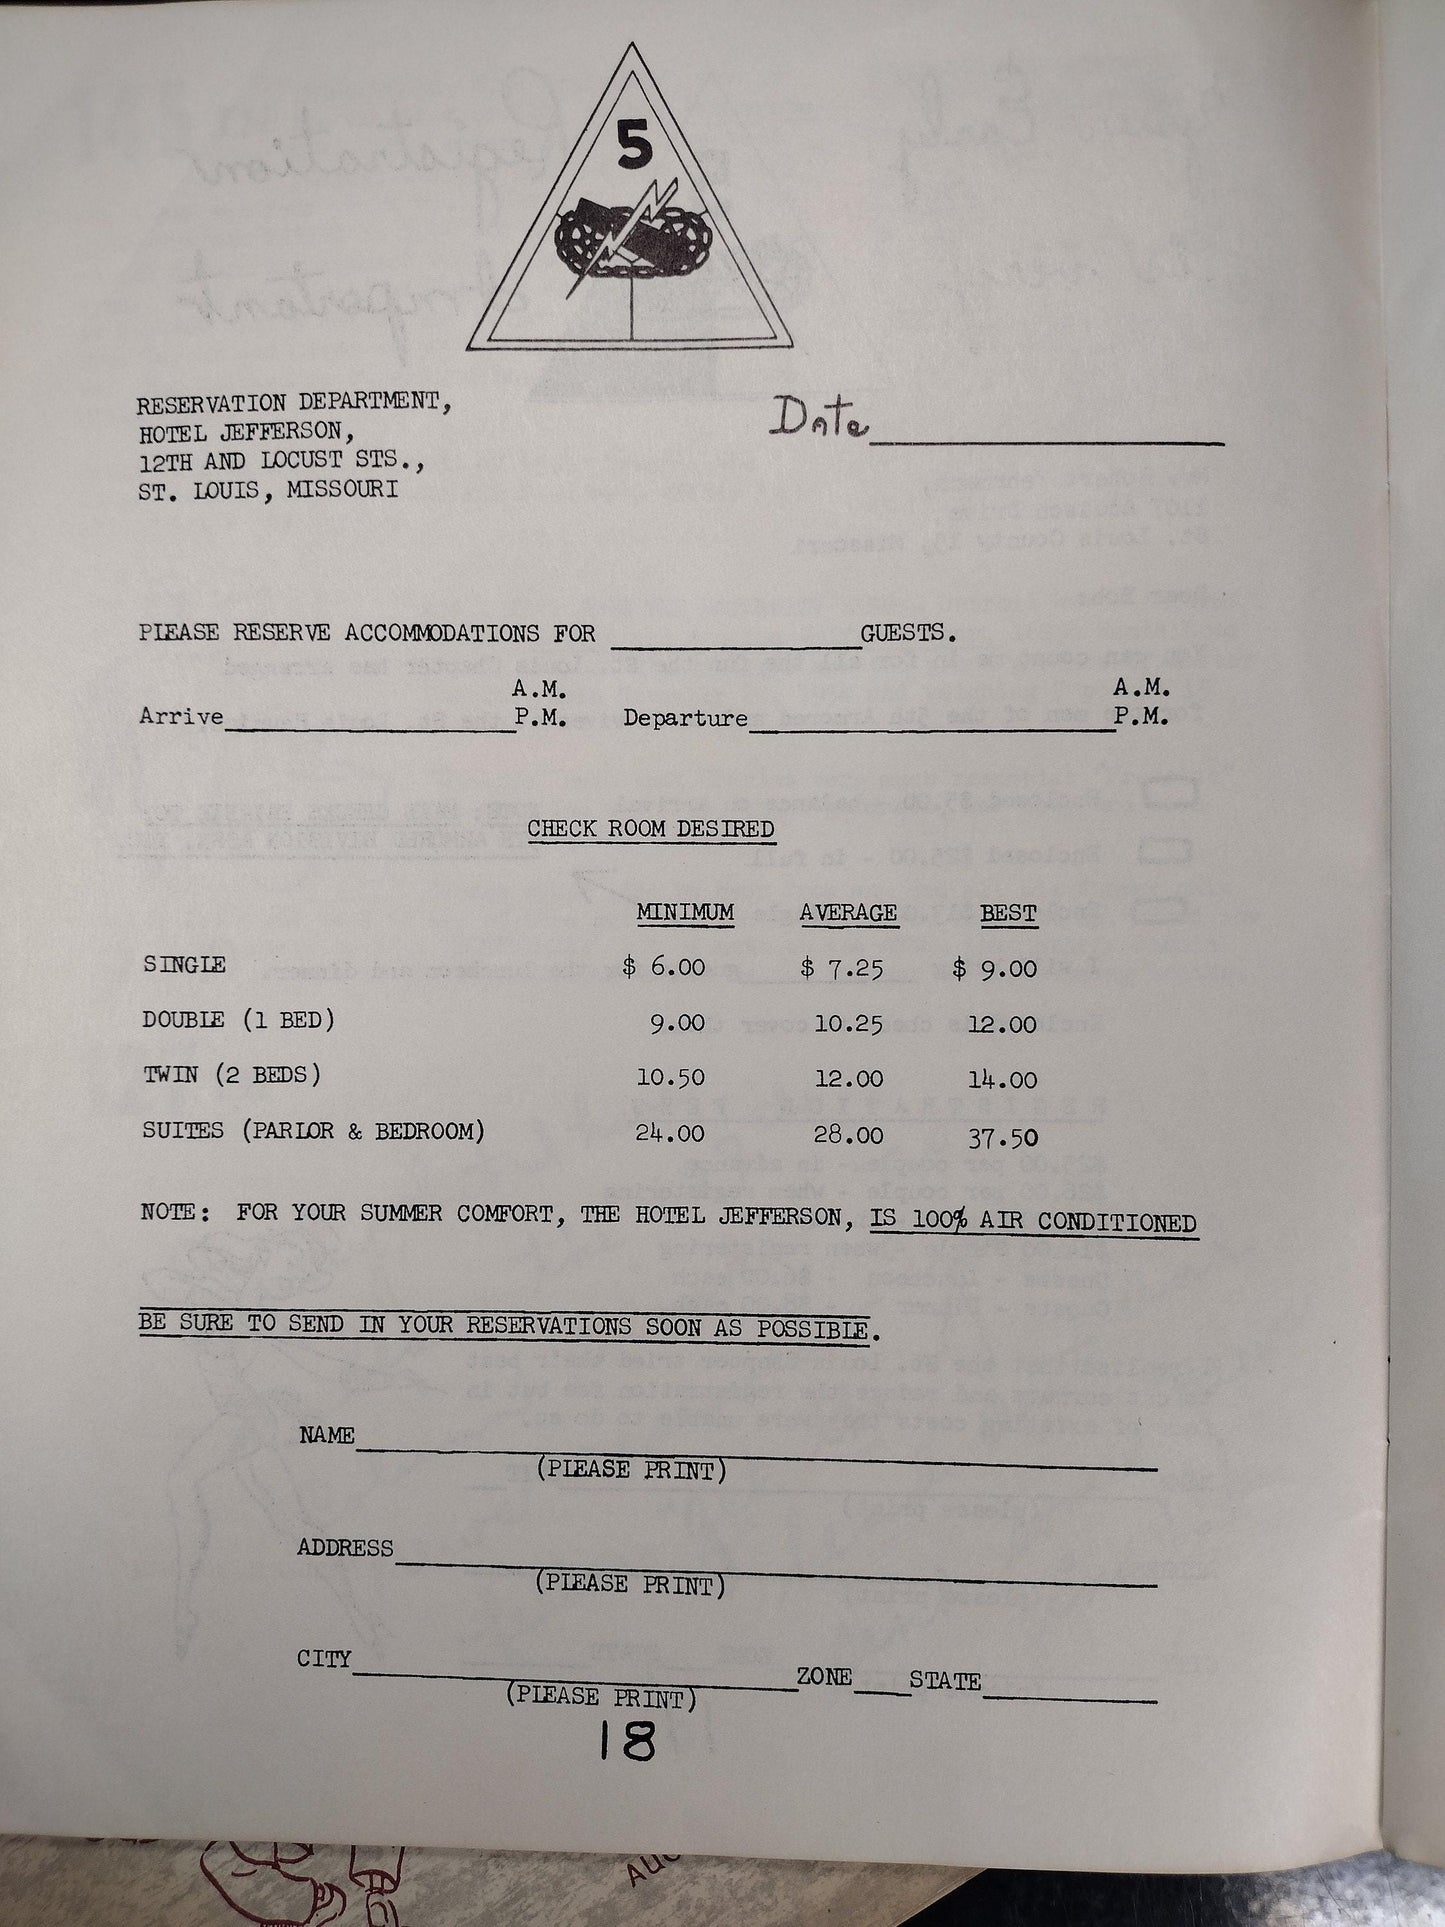 5
RESERVATION DEPARTMENT,
HOTEL JEFFERSON,
12TH AND LOCUST STS.,
ST. LOUIS, MISSOURI
Date
PLEASE RESERVE ACCOMMODATIONS FOR GUESTS.
A.M. A.M.
Arrive P.M. Departure P.M.
CHECK ROOM DESIRED
MINIMUM AVERAGE BEST
SINGLE $ 6.00 $ 7.25 $ 9.00
DOUBLE (1 BED) 9.00 10.25 12.00
TWIN (2 BEDS) 10.50 12.00 14.00
SUITES (PARLOR & BEDROOM) 24.00 28.00 37.50
NOTE: FOR YOUR SUMMER COMFORT, THE HOTEL JEFFERSON, IS 100% AIR CONDITIONED
BE SURE TO SEND IN YOUR RESERVATIONS SOON AS POSSIBLE.
NAME
(PLEASE PRINT)
ADDRESS
(PLEASE PRINT)
CITY ZONE STATE
(PLEASE PRINT)
18